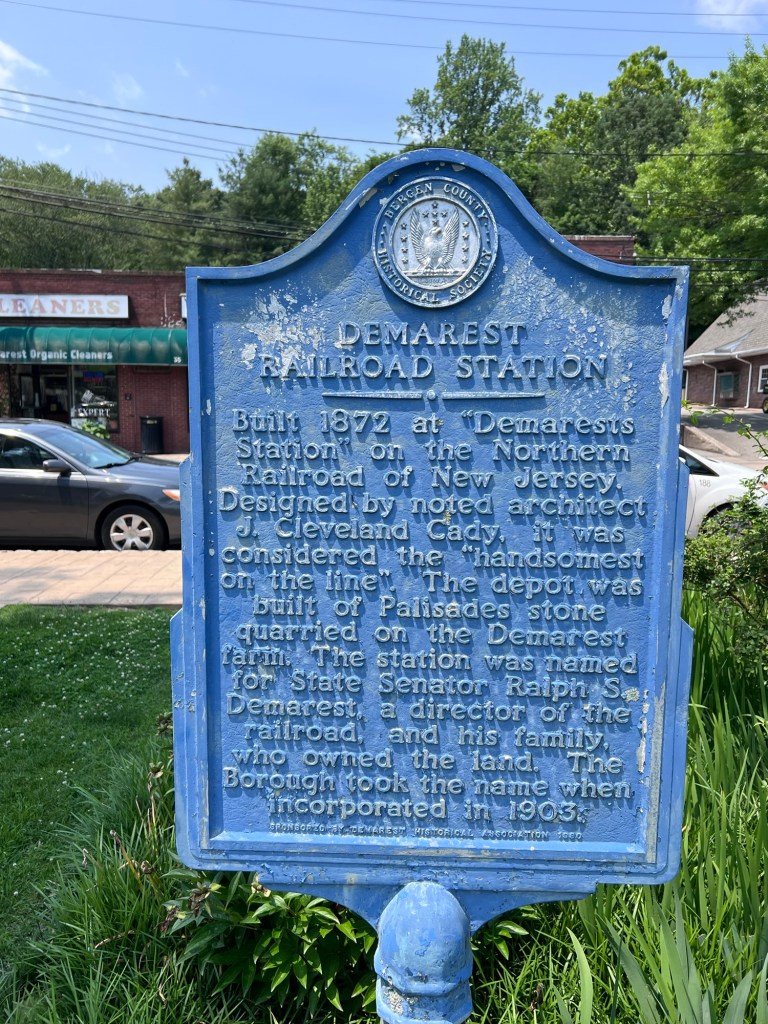 BERGEN COUNTY
HISTORICAL SOCIETY
DEMAREST
RAILROAD STATION
Built 1872 at "Demarests
Station" on the Northern
Railroad of New Jersey.
Designed by noted architect
J. Cleveland Cady, it was
considered the "handsomest
on the line". The depot was
built of Palisades stone
quarried on the Demarest
farm. The station was named
for State Senator Ralph S.
Demarest, a director of the
railroad, and his family,
who owned the land. The
Borough took the name when
incorporated in 1903.
SPONSORED BY DEMAREST HISTORICAL ASSOCIATION
LEANERS
arest Organic Cleaners
35
EXPERT
188